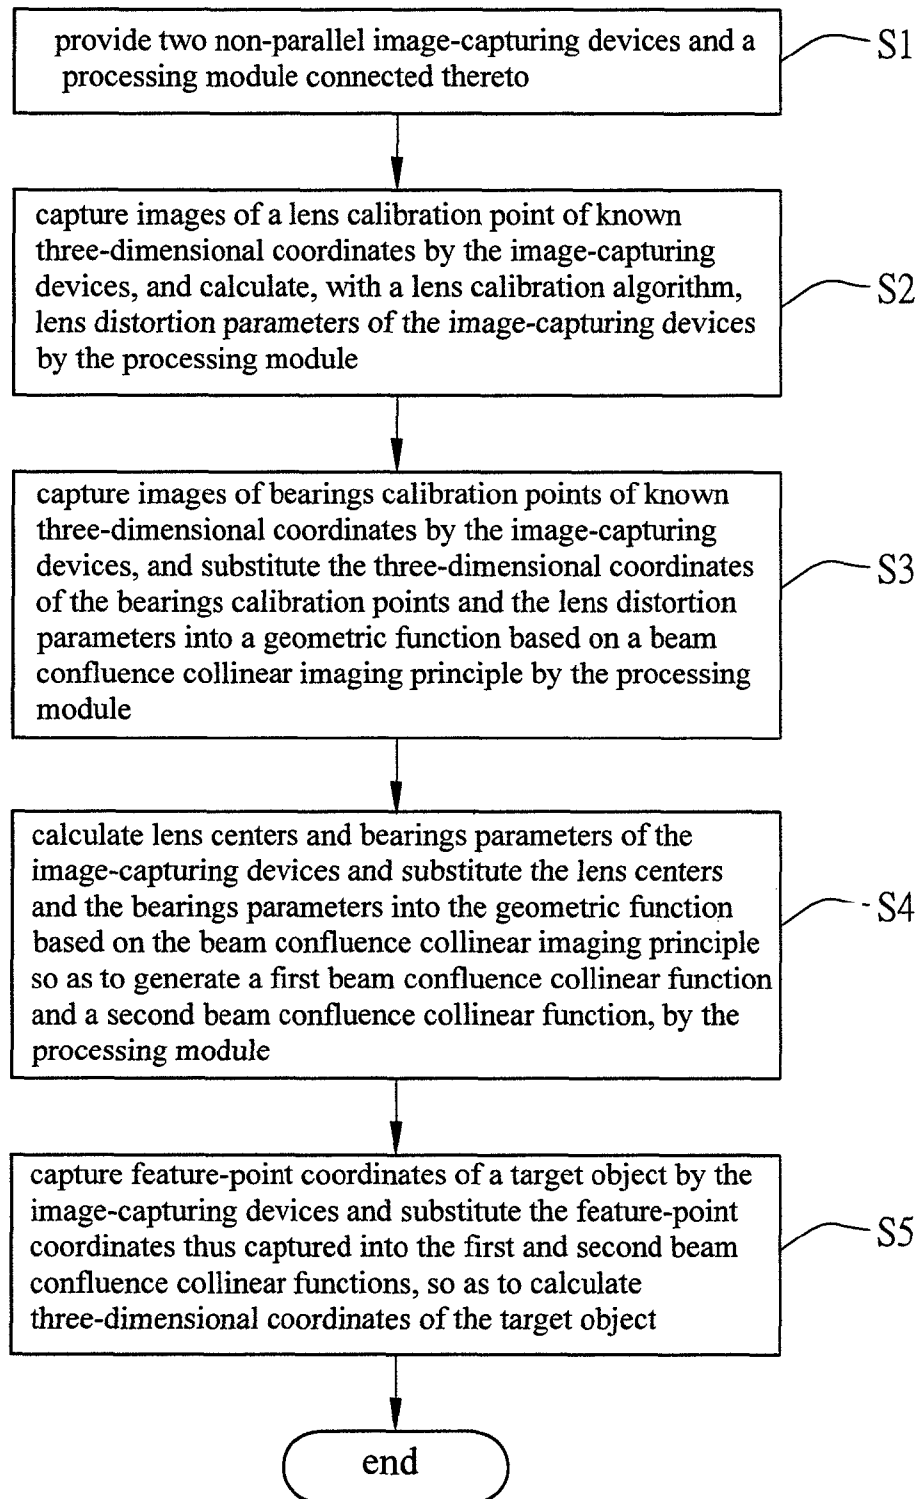 provide two non-parallel image-capturing devices and a
processing module connected thereto
S1
capture images of a lens calibration point of known
three-dimensional coordinates by the image-capturing
devices, and calculate, with a lens calibration algorithm,
lens distortion parameters of the image-capturing devices
by the processing module
S2
capture images of bearings calibration points of known
three-dimensional coordinates by the image-capturing
devices, and substitute the three-dimensional coordinates
of the bearings calibration points and the lens distortion
parameters into a geometric function based on a beam
confluence collinear imaging principle by the processing
module
S3
calculate lens centers and bearings parameters of the
image-capturing devices and substitute the lens centers
and the bearings parameters into the geometric function
based on the beam confluence collinear imaging principle
so as to generate a first beam confluence collinear function
and a second beam confluence collinear function, by the
processing module
S4
capture feature-point coordinates of a target object by the
image-capturing devices and substitute the feature-point
coordinates thus captured into the first and second beam
confluence collinear functions, so as to calculate
three-dimensional coordinates of the target object
S5
end